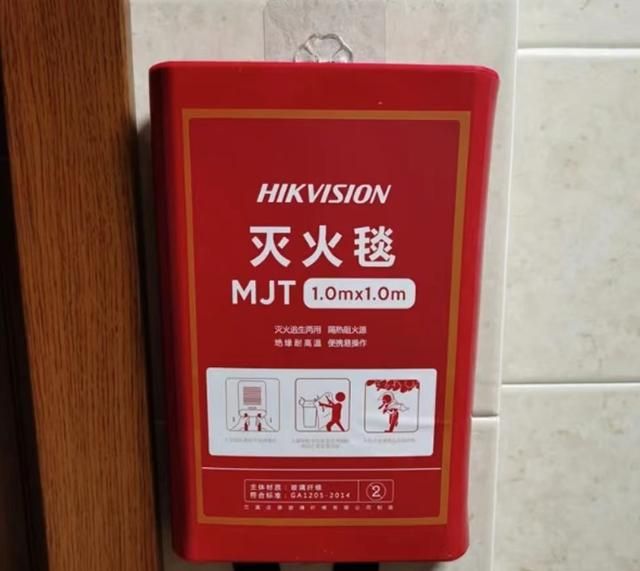 HIKVISION
灭火毯
MJT 1.0mx1.0m
灭火逃生两用 隔热阻火源
绝缘耐高温 便携易操作
主体材质：玻璃纤维
符合标准：GA1205-2014
②